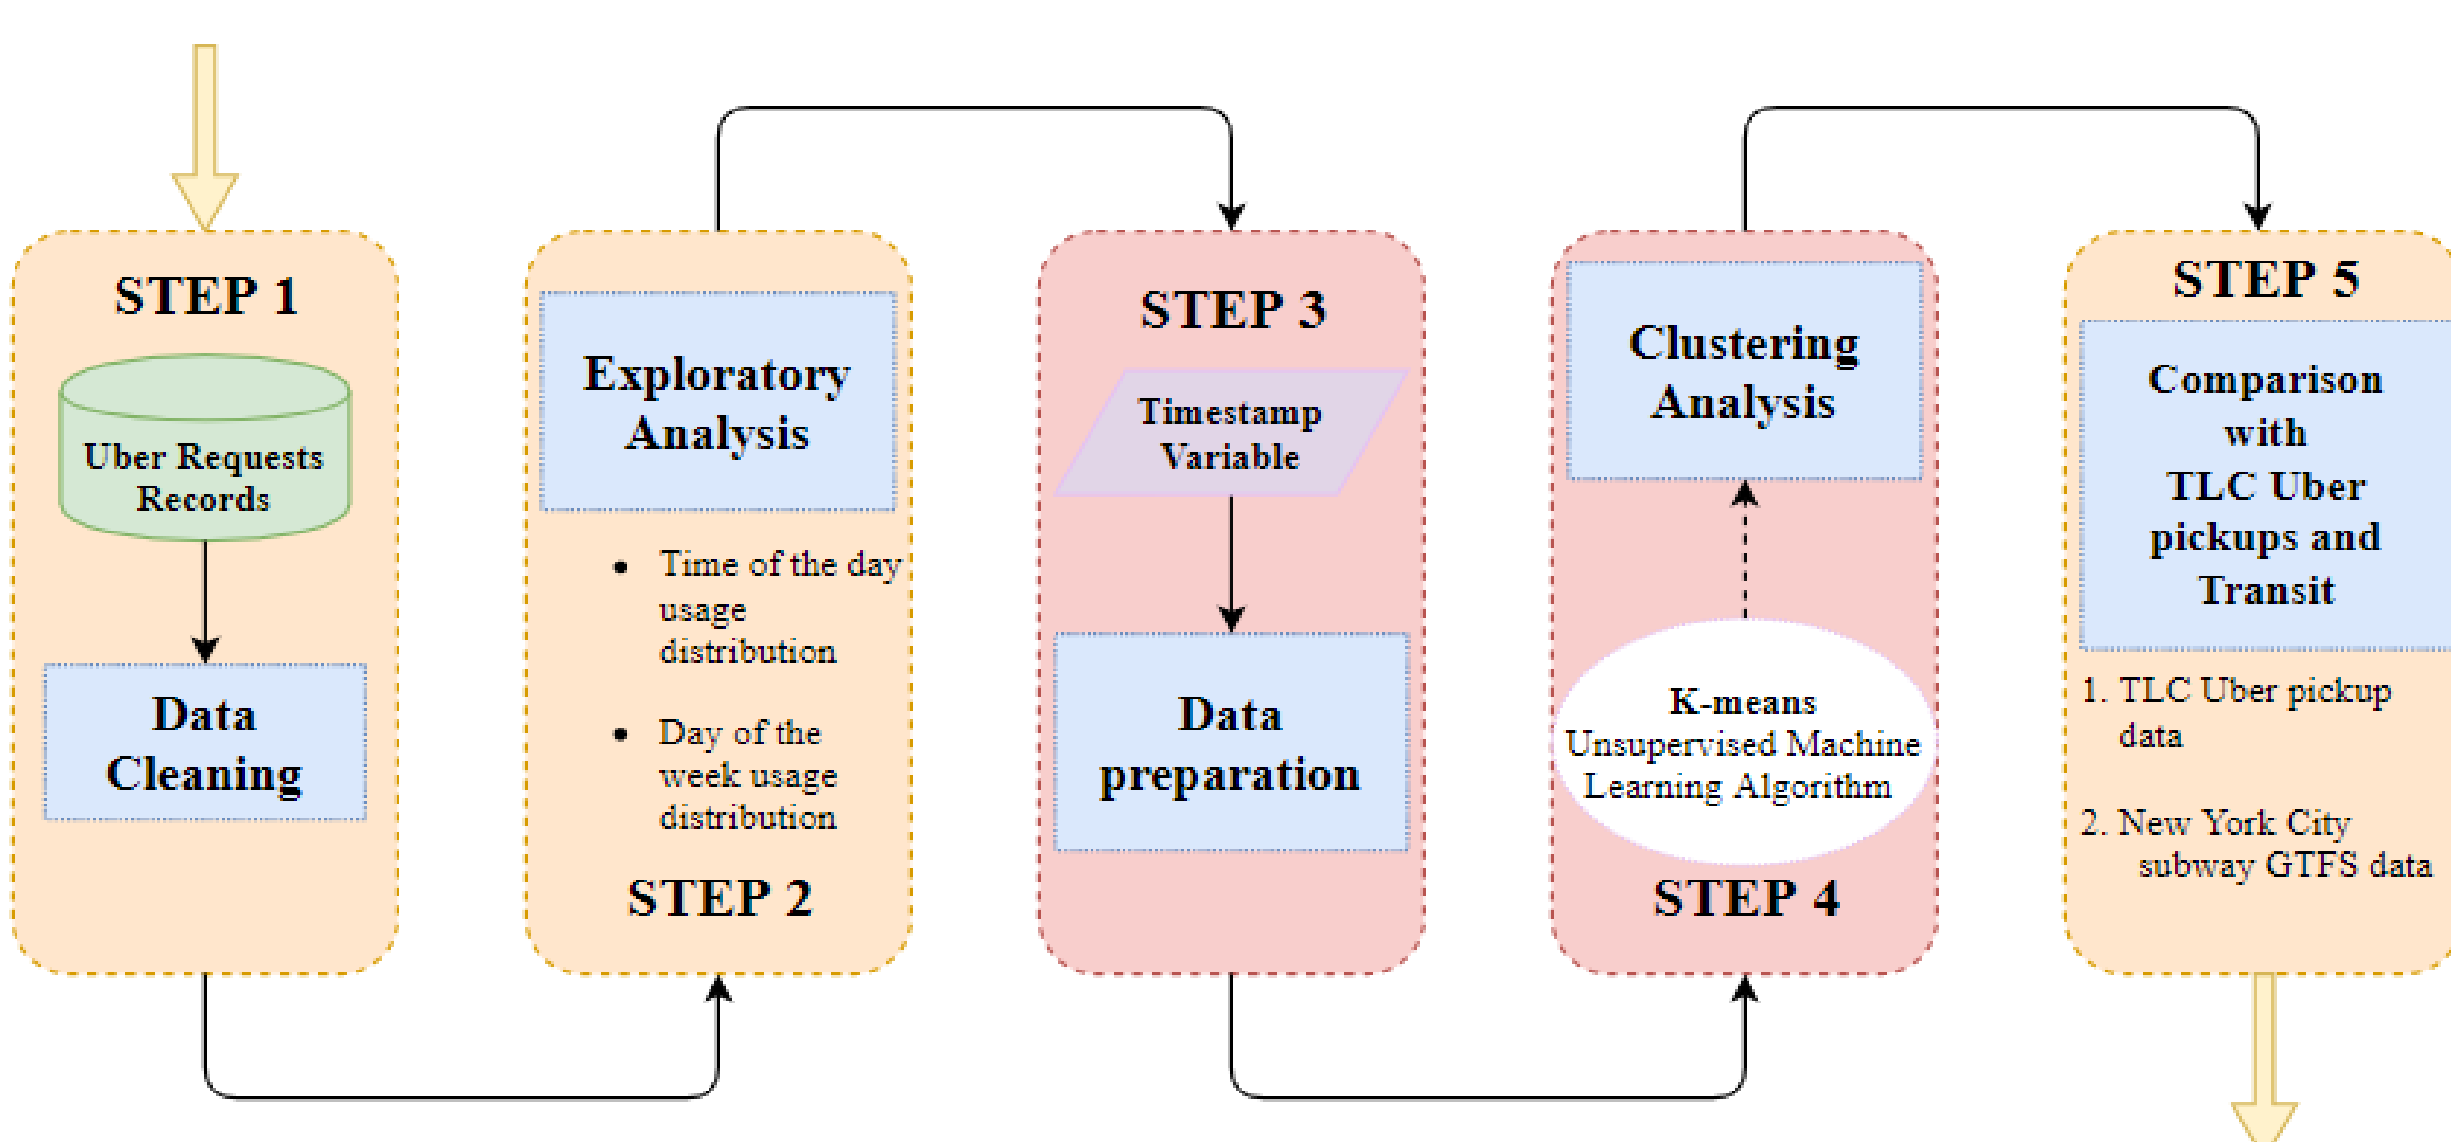 STEP 1
Uber Requests
Records
Data
Cleaning
Exploratory
Analysis
• Time of the day
usage
distribution
• Day of the
week usage
distribution
STEP 2
STEP 3
Timestamp
Variable
Data
preparation
Clustering
Analysis
K-means
Unsupervised Machine
Learning Algorithm
STEP 4
STEP 5
Comparison
with
TLC Uber
pickups and
Transit
1. TLC Uber pickup
data
2. New York City
subway GTFS data